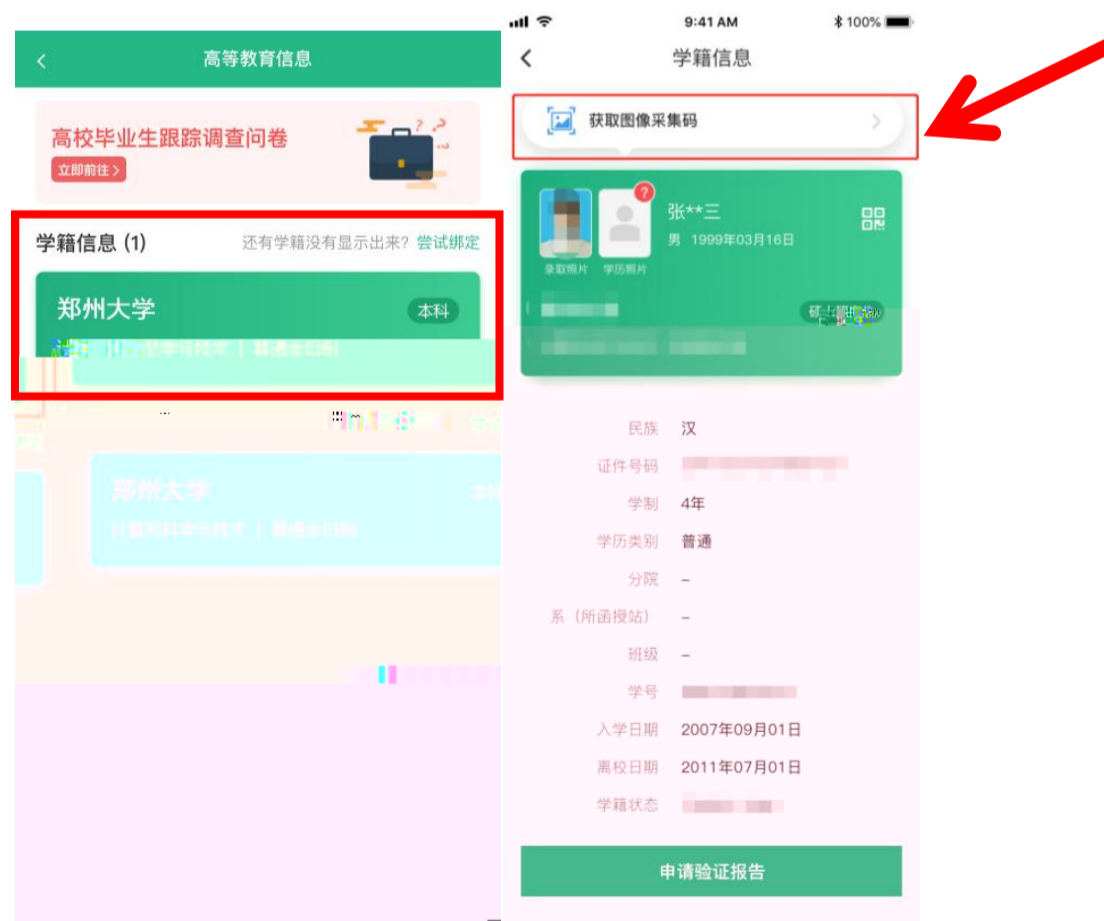 高等教育信息
高校毕业生跟踪调查问卷
立即前往 >
学籍信息 (1)
还有学籍没有显示出来？尝试绑定
郑州大学
本科
郑州大学
9:41 AM
100%
学籍信息
获取图像采集码
?
张**三
男 1999年03月16日
录取照片 学历照片
民族 汉
证件号码
学制 4年
学历类别 普通
分院 –
系（所函授站） –
班级 –
学号
入学日期 2007年09月01日
离校日期 2011年07月01日
学籍状态
申请验证报告